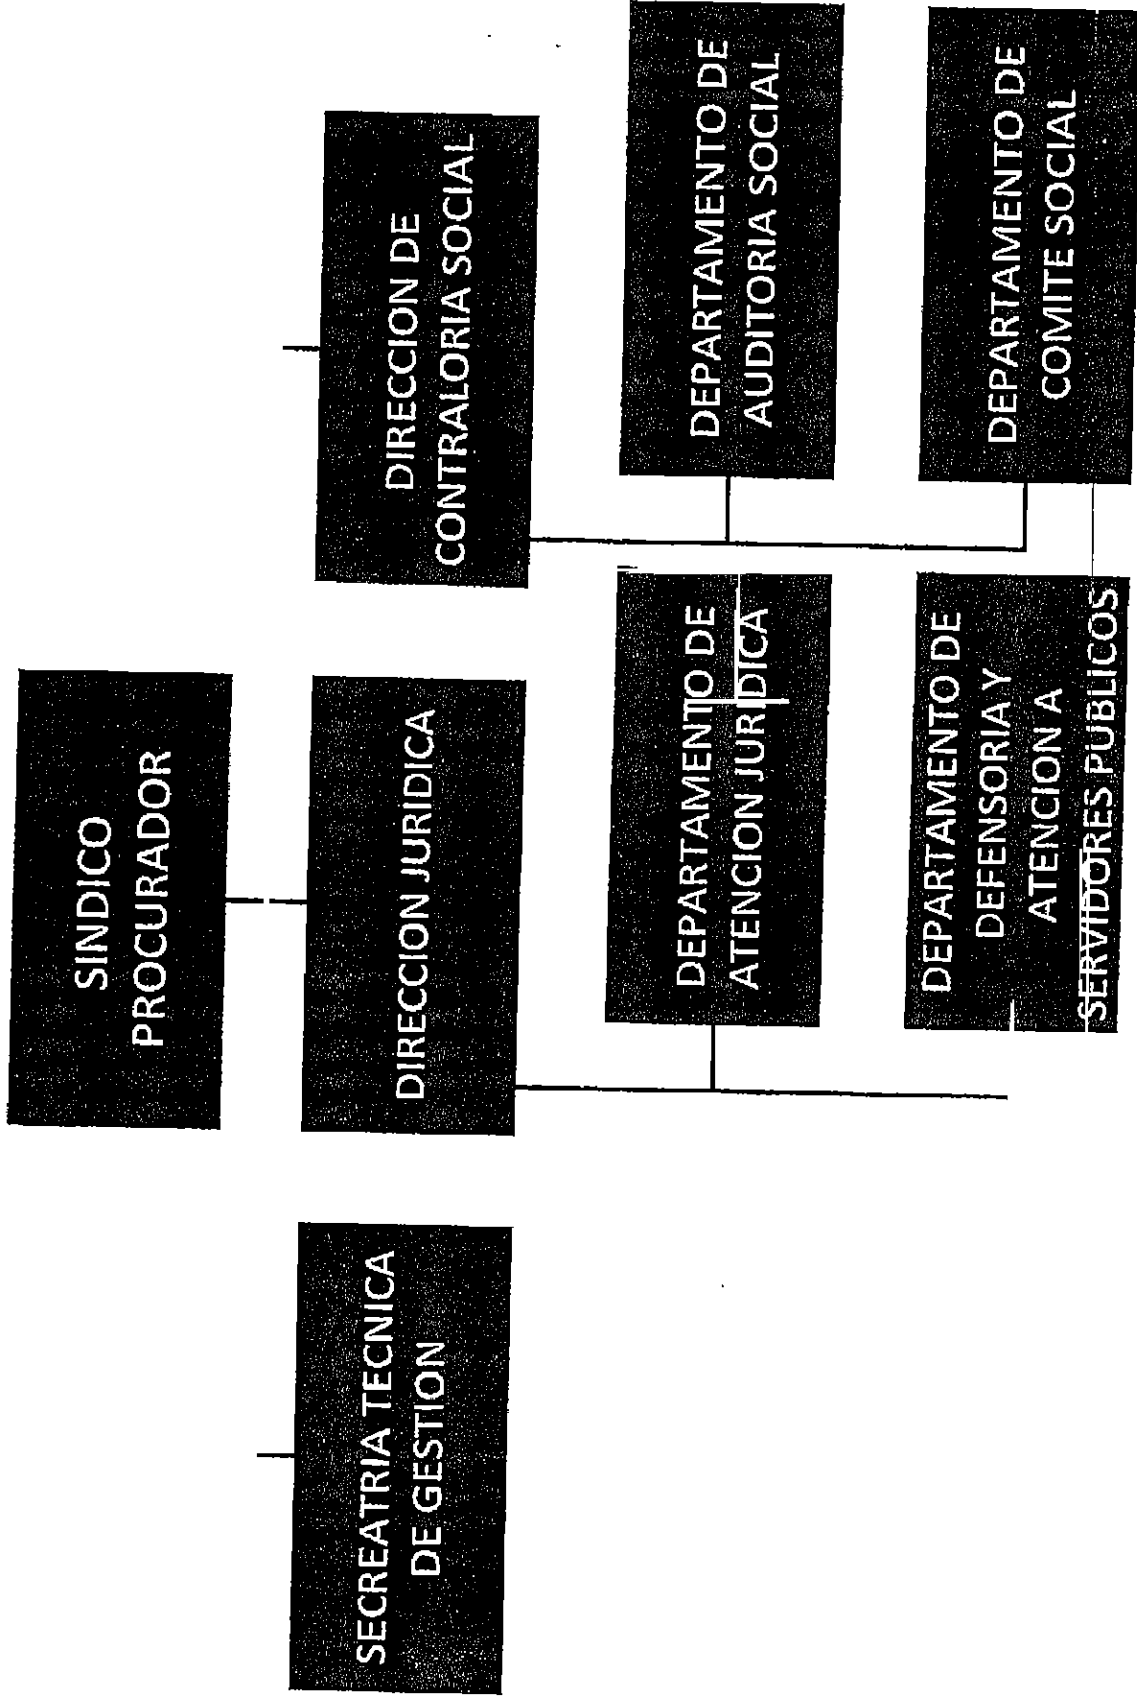 SINDICO
PROCURADOR
SECREATRIA TECNICA
DE GESTION
DIRECCION JURIDICA
DIRECCION DE
CONTRALORIA SOCIAL
DEPARTAMENTO DE
ATENCION JURIDICA
DEPARTAMENTO DE
AUDITORIA SOCIAL
DEPARTAMENTO DE
DEFENSORIA Y
ATENCION A
SERVIDORES PUBLICOS
DEPARTAMENTO DE
COMITE SOCIAL